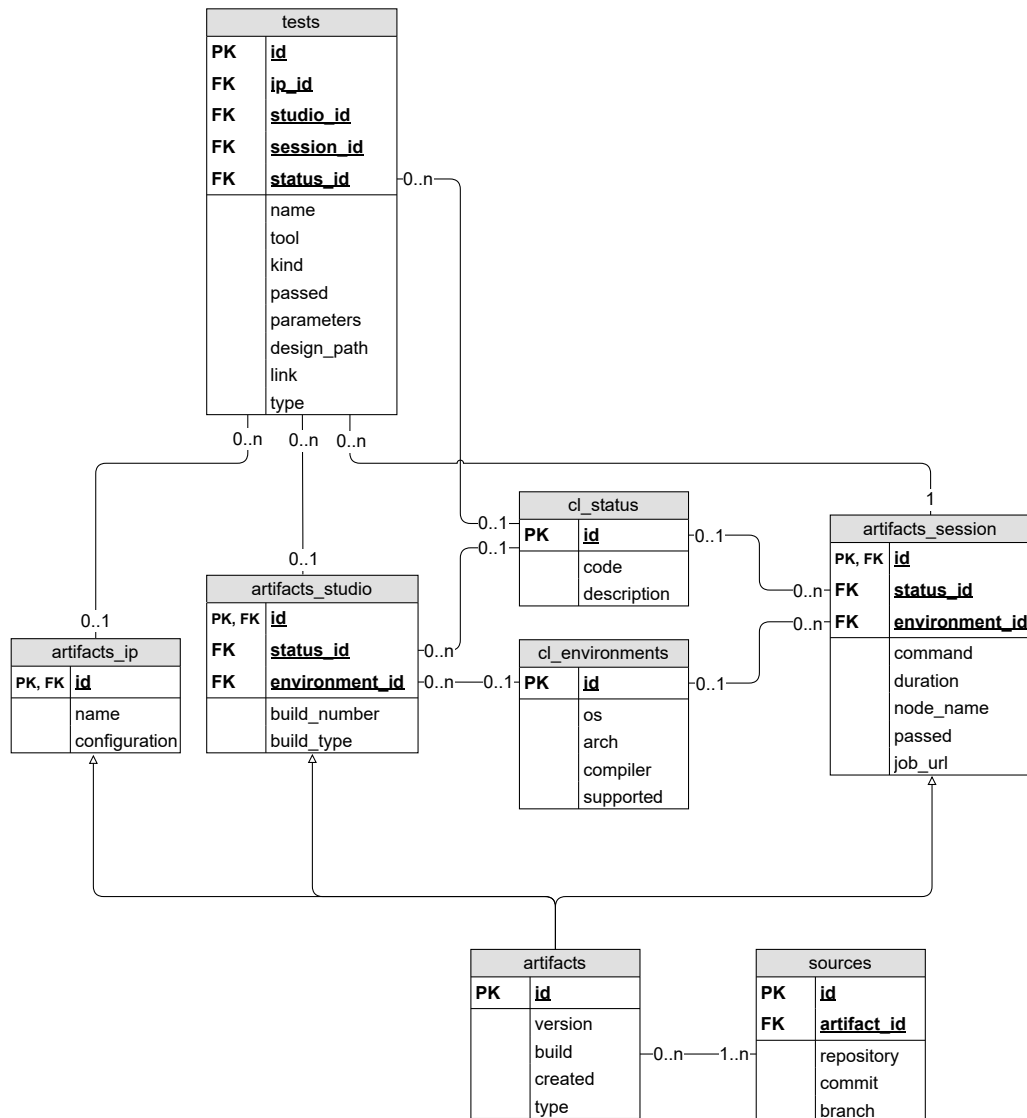 tests
PK id
FK ip_id
FK studio_id
FK session_id
FK status_id
name
tool
kind
passed
parameters
design_path
link
type
0..n
0..n
0..n
0..n
0..1
0..1
0..1
0..1
1
cl_status
PK id
code
description
0..1
0..n
artifacts_session
PK, FK id
FK status_id
FK environment_id
command
duration
node_name
passed
job_url
artifacts_studio
PK, FK id
FK status_id
FK environment_id
build_number
build_type
0..n
0..n
0..1
cl_environments
PK id
os
arch
compiler
supported
0..1
0..n
artifacts_ip
PK, FK id
name
configuration
artifacts
PK id
version
build
created
type
0..n
1..n
sources
PK id
FK artifact_id
repository
commit
branch